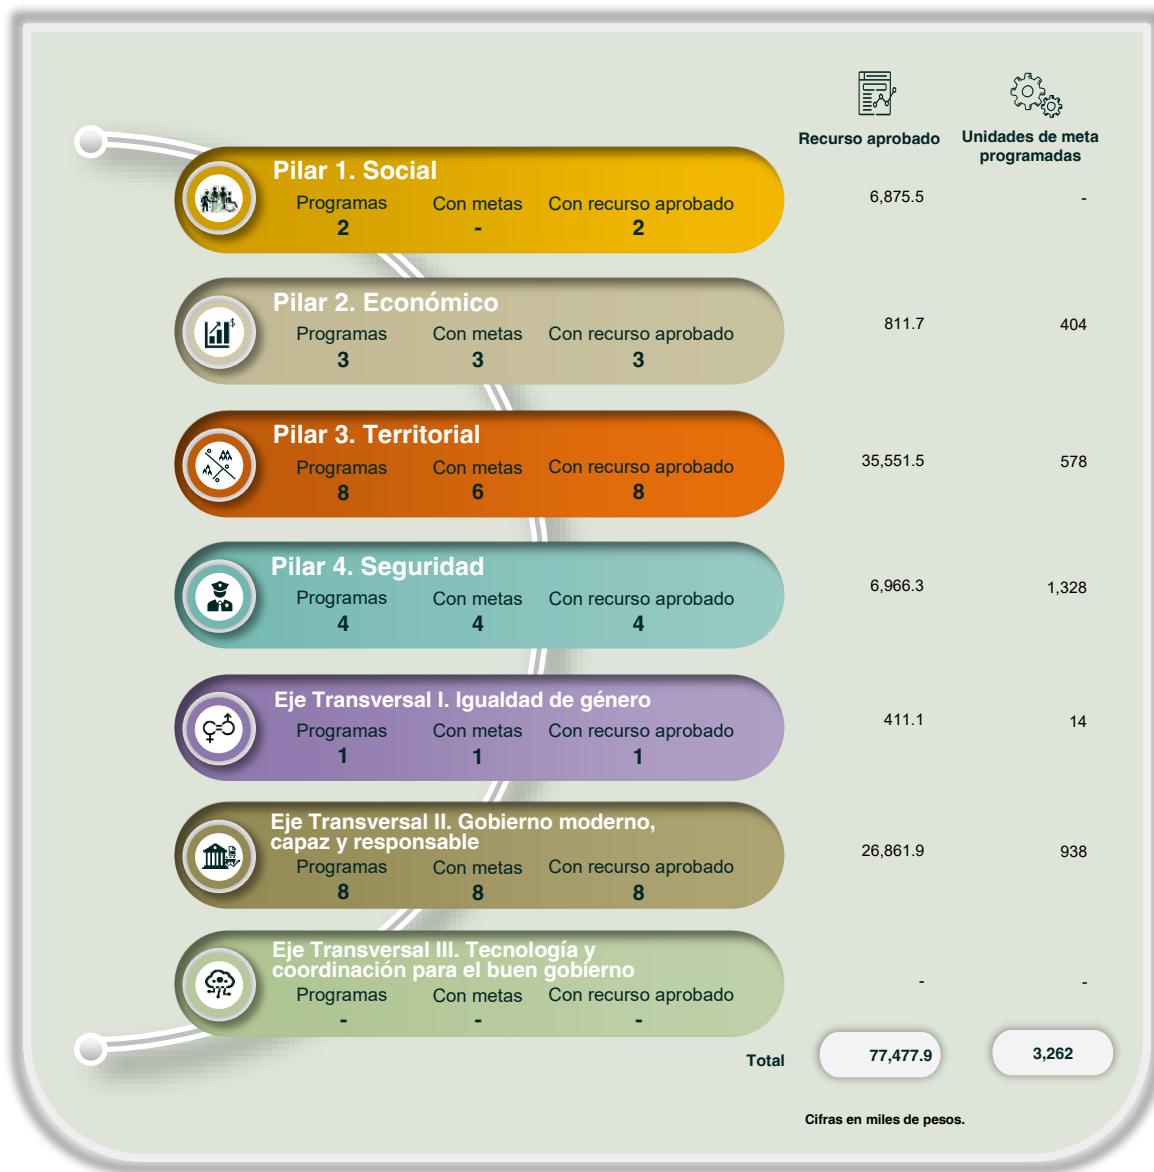 Recurso aprobado
Unidades de meta
programadas
Pilar 1. Social
Programas Con metas Con recurso aprobado
2 - 2
6,875.5 -
Pilar 2. Económico
Programas Con metas Con recurso aprobado
3 3 3
811.7 404
Pilar 3. Territorial
Programas Con metas Con recurso aprobado
8 6 8
35,551.5 578
Pilar 4. Seguridad
Programas Con metas Con recurso aprobado
4 4 4
6,966.3 1,328
Eje Transversal I. Igualdad de género
Programas Con metas Con recurso aprobado
1 1 1
411.1 14
Eje Transversal II. Gobierno moderno,
capaz y responsable
Programas Con metas Con recurso aprobado
8 8 8
26,861.9 938
Eje Transversal III. Tecnología y
coordinación para el buen gobierno
Programas Con metas Con recurso aprobado
- - -
- -
Total 77,477.9 3,262
Cifras en miles de pesos.